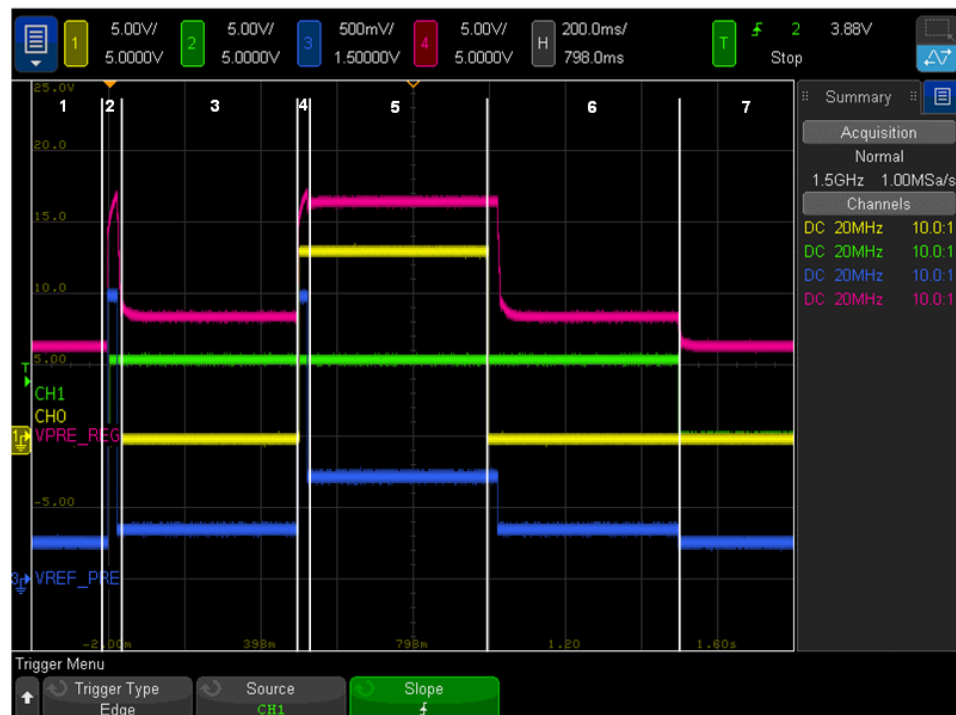 1 5.00V/ 2 5.00V/ 3 500mV/ 4 5.00V/ H 200.0ms/ T 2 3.88V
5.0000V 5.0000V 1.50000V 5.0000V 798.0ms Stop
25.0V
1 2 3 4 5 6 7
Summary
Acquisition
Normal
1.5GHz 1.00MSa/s
Channels
DC 20MHz 10.0:1
DC 20MHz 10.0:1
DC 20MHz 10.0:1
DC 20MHz 10.0:1
20.0
15.0
10.0
5.00
T
CH1
CH0
1 VPRE_REG
-5.00
3 VREF_PRE
-2.00m 398m 798m 1.20 1.60s
Trigger Menu
Trigger Type Source Slope
Edge CH1